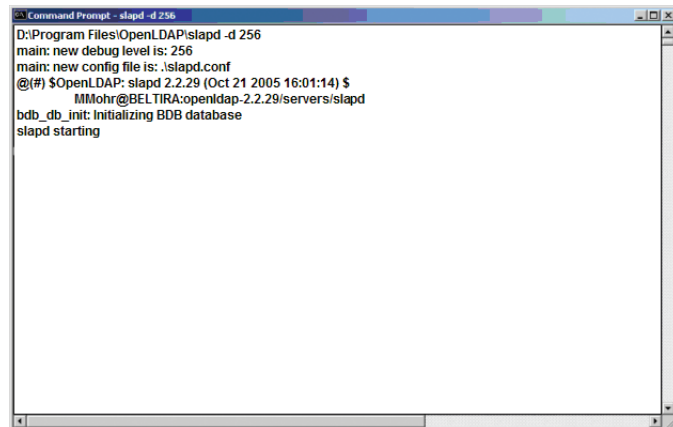 Command Prompt - slapd -d 256
D:\Program Files\OpenLDAP\slapd -d 256
main: new debug level is: 256
main: new config file is: .\slapd.conf
@(#) $OpenLDAP: slapd 2.2.29 (Oct 21 2005 16:01:14) $
MMohr@BELTIRA:openldap-2.2.29/servers/slapd
bdb_db_init: Initializing BDB database
slapd starting